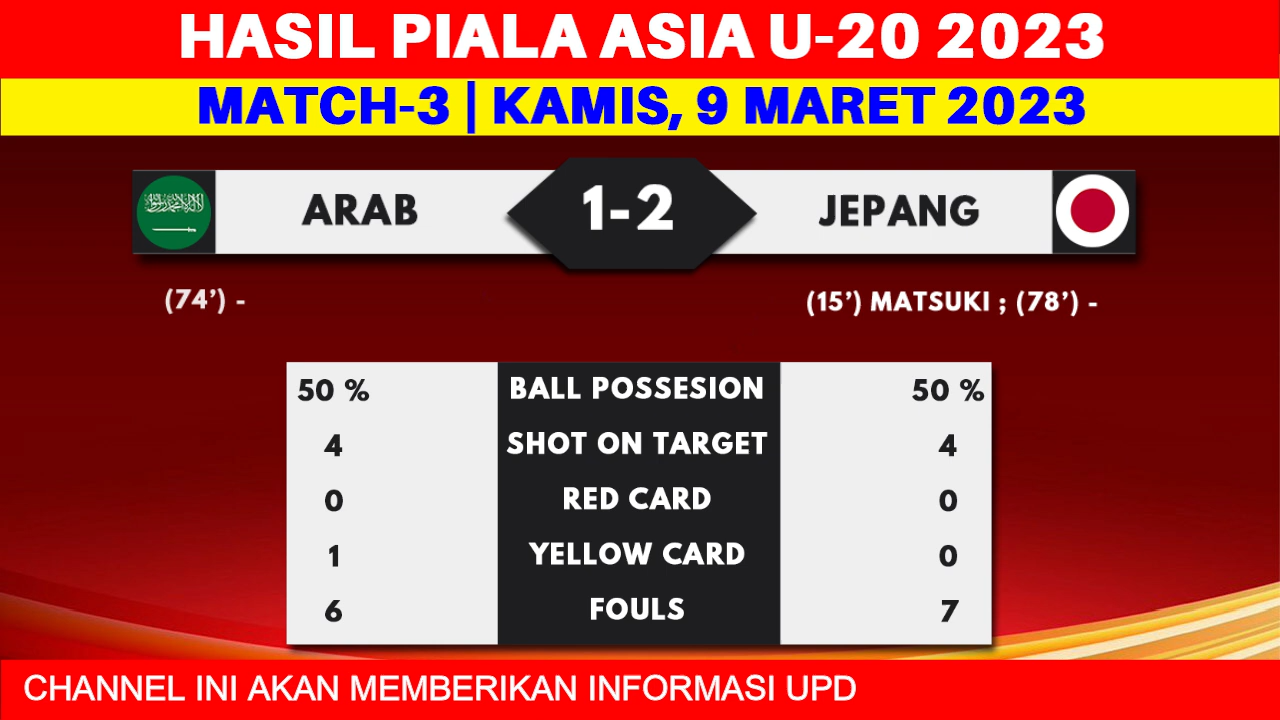 HASIL PIALA ASIA U-20 2023
MATCH-3 | KAMIS, 9 MARET 2023
ARAB 1-2 JEPANG
(74') - (15') MATSUKI ; (78') -
50 % BALL POSSESION 50 %
4 SHOT ON TARGET 4
0 RED CARD 0
1 YELLOW CARD 0
6 FOULS 7
CHANNEL INI AKAN MEMBERIKAN INFORMASI UPD